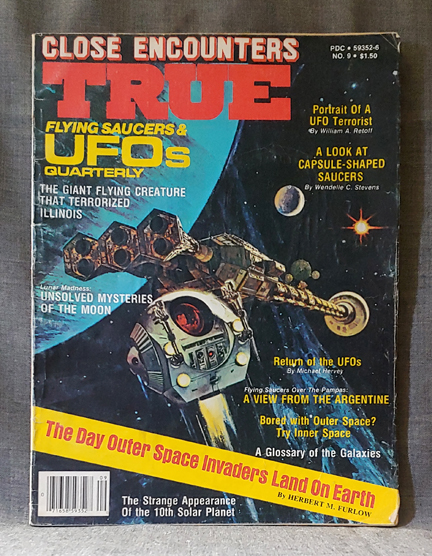 CLOSE ENCOUNTERS
PDC • 59352-6
NO. 9 • $1.50
TRUE
FLYING SAUCERS &
UFOs
QUARTERLY
THE GIANT FLYING CREATURE
THAT TERRORIZED
ILLINOIS
Portrait Of A
UFO Terrorist
By William A. Retoff
A LOOK AT
CAPSULE-SHAPED
SAUCERS
By Wendelle C. Stevens
Lunar Madness:
UNSOLVED MYSTERIES
OF THE MOON
Return of the UFOs
By Michael Hervey
Flying Saucers Over The Pampas:
A VIEW FROM THE ARGENTINE
Bored with Outer Space?
Try Inner Space
A Glossary of the Galaxies
The Day Outer Space Invaders Land On Earth
By HERBERT M. FURLOW
The Strange Appearance
Of the 10th Solar Planet